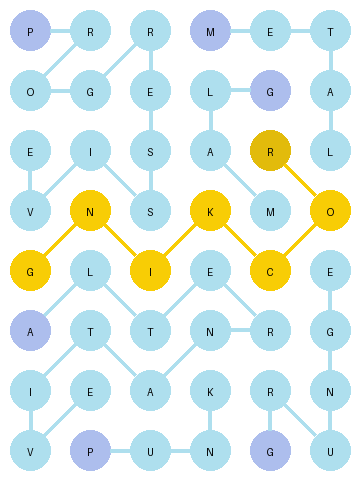 P R R M E T
O G E L G A
E I S A R L
V N S K M O
G L I E C E
A T T N R G
I E A K R N
V P U N G U